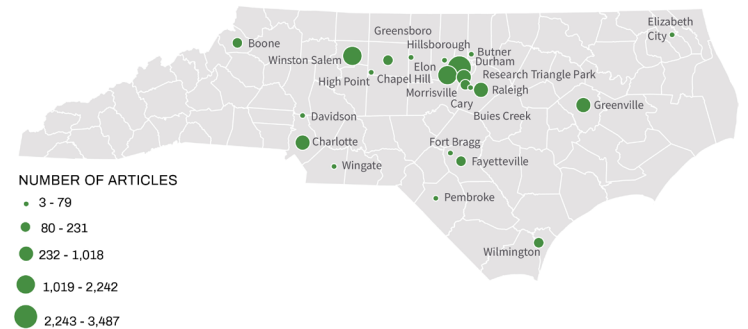 Elizabeth
City
Greensboro
Boone
Hillsborough
Butner
Winston Salem
Elon
Durham
High Point
Chapel Hill
Research Triangle Park
Morrisville
Raleigh
Cary
Greenville
Davidson
Buies Creek
Charlotte
Fort Bragg
Wingate
Fayetteville
Pembroke
Wilmington
NUMBER OF ARTICLES
3 - 79
80 - 231
232 - 1,018
1,019 - 2,242
2,243 - 3,487